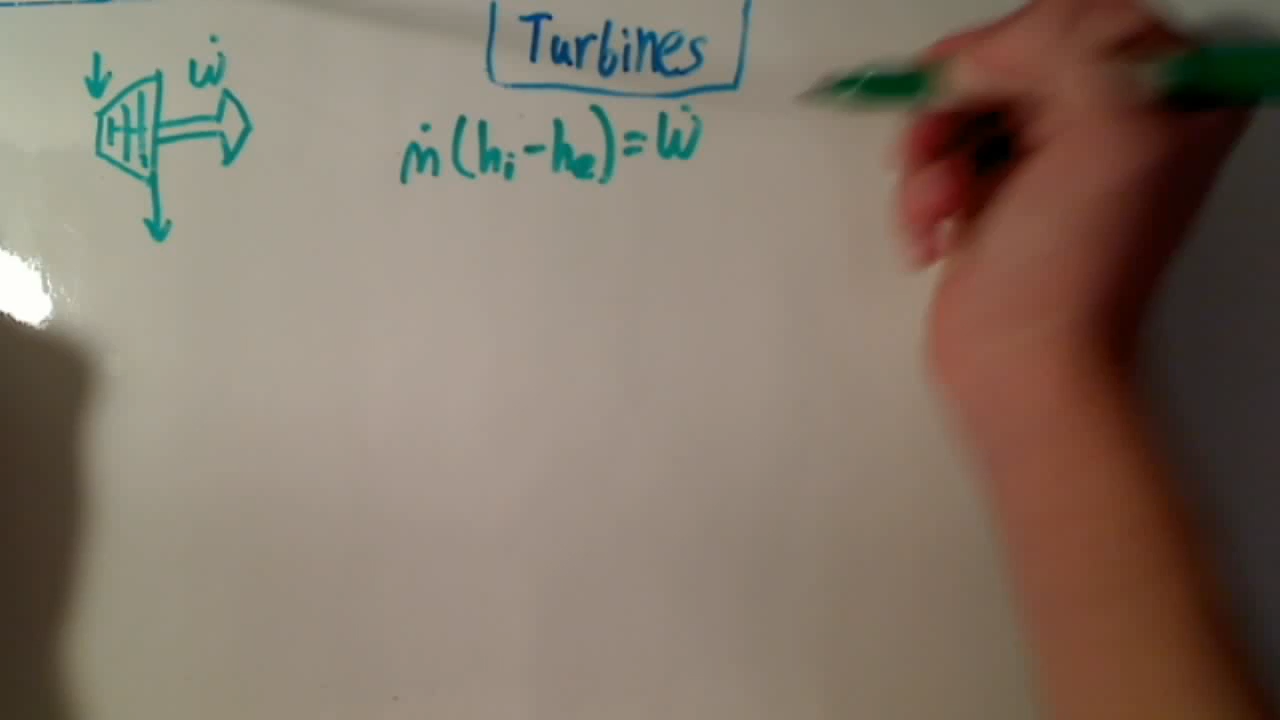 Turbines
Ẇ
ṁ(hᵢ-hₑ)=Ẇ